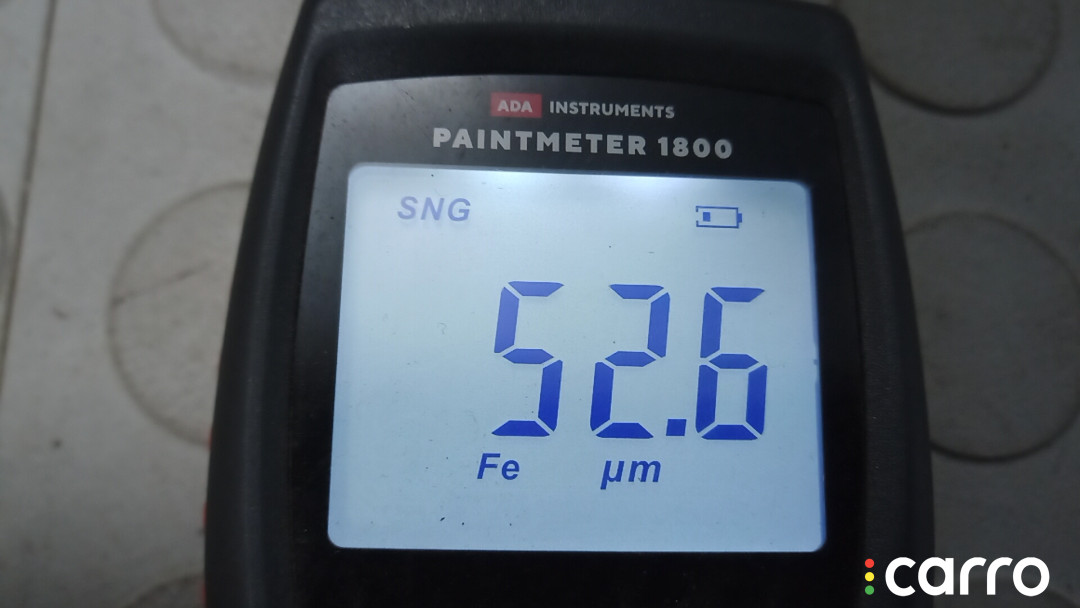 ADA INSTRUMENTS
PAINTMETER 1800
SNG
52.6
Fe µm
carro